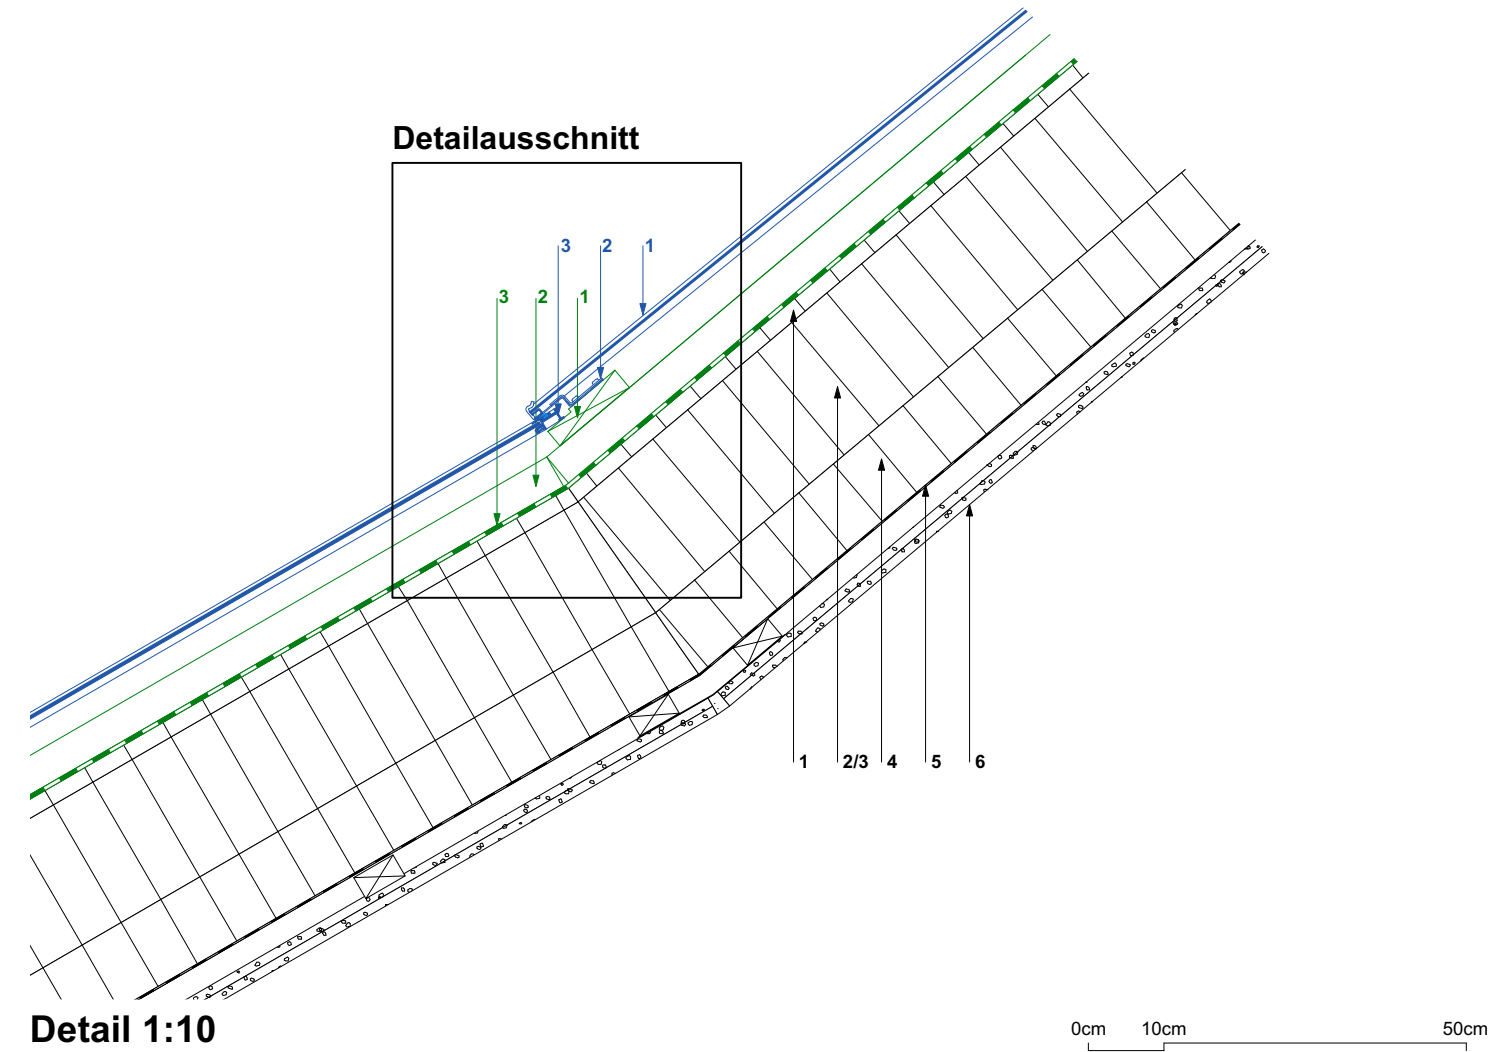 Detailausschnitt
3 2 1
3 2 1
1 2/3 4 5 6
Detail 1:10
0cm 10cm 50cm